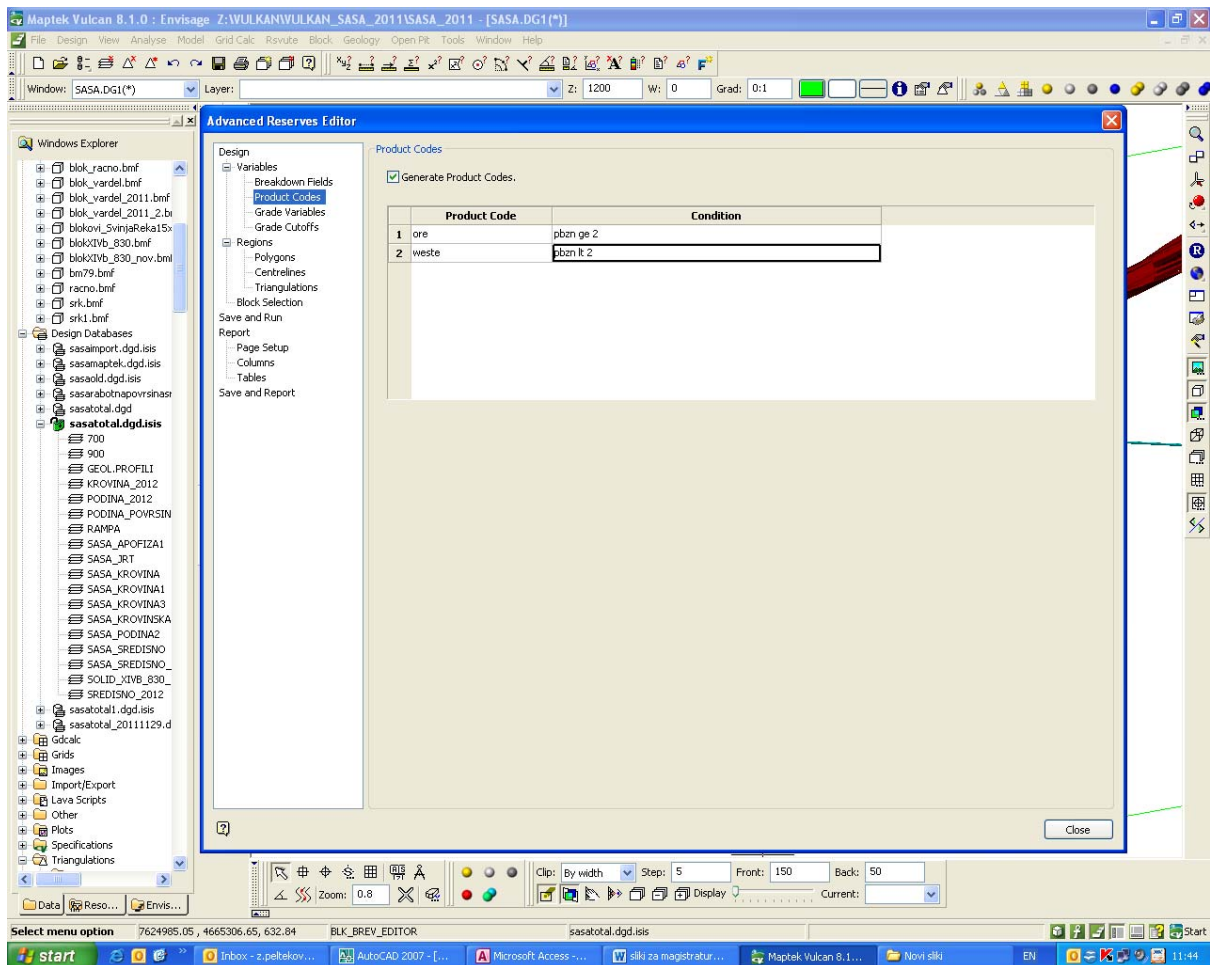 Maptek Vulcan 8.1.0 : Envisage Z:\VULKAN\VULKAN_SASA_2011\SASA_2011 - [SASA.DG1(*)]
File Design View Analyse Model Grid Calc Rsvute Block Geology Open Pit Tools Window Help
Window: SASA.DG1(*) Layer: Z: 1200 W: 0 Grad: 0:1
Windows Explorer
blok_racno.bmf
blok_vardel.bmf
blok_vardel_2011.bmf
blok_vardel_2011_2.b
blokovi_SvinjaReka15x
blokXIVb_830.bmf
blokXIVb_830_nov.bm
bm79.bmf
racno.bmf
srk.bmf
srk1.bmf
Design Databases
sasaimport.dgd.isis
sasamaptek.dgd.isis
sasaold.dgd.isis
sasarabotnapovrsinasr
sasatotal.dgd
sasatotal.dgd.isis
700
900
GEOL.PROFILI
KROVINA_2012
PODINA_2012
PODINA_POVRSIN
RAMPA
SASA_APOFIZA1
SASA_JRT
SASA_KROVINA
SASA_KROVINA1
SASA_KROVINA3
SASA_KROVINSKA
SASA_PODINA2
SASA_SREDISNO
SASA_SREDISNO_
SOLID_XIVB_830_
SREDISNO_2012
sasatotal1.dgd.isis
sasatotal_20111129.d
Gdcalc
Grids
Images
Import/Export
Lava Scripts
Other
Plots
Specifications
Triangulations
Data Reso... Envis...
Advanced Reserves Editor
Design
Variables
Breakdown Fields
Product Codes
Grade Variables
Grade Cutoffs
Regions
Polygons
Centrelines
Triangulations
Block Selection
Save and Run
Report
Page Setup
Columns
Tables
Save and Report
Product Codes
Generate Product Codes.
Product Code Condition
1 ore pbzn ge 2
2 weste pbzn lt 2
Close
Clip: By width Step: 5 Front: 150 Back: 50
Zoom: 0.8 Display Current:
Select menu option 7624985.05 , 4665306.65, 632.84 BLK_BREV_EDITOR sasatotal.dgd.isis Start
start Inbox - z.peltekov... AutoCAD 2007 - [... Microsoft Access -... sliki za magistratur... Maptek Vulcan 8.1... Novi sliki EN 11:44